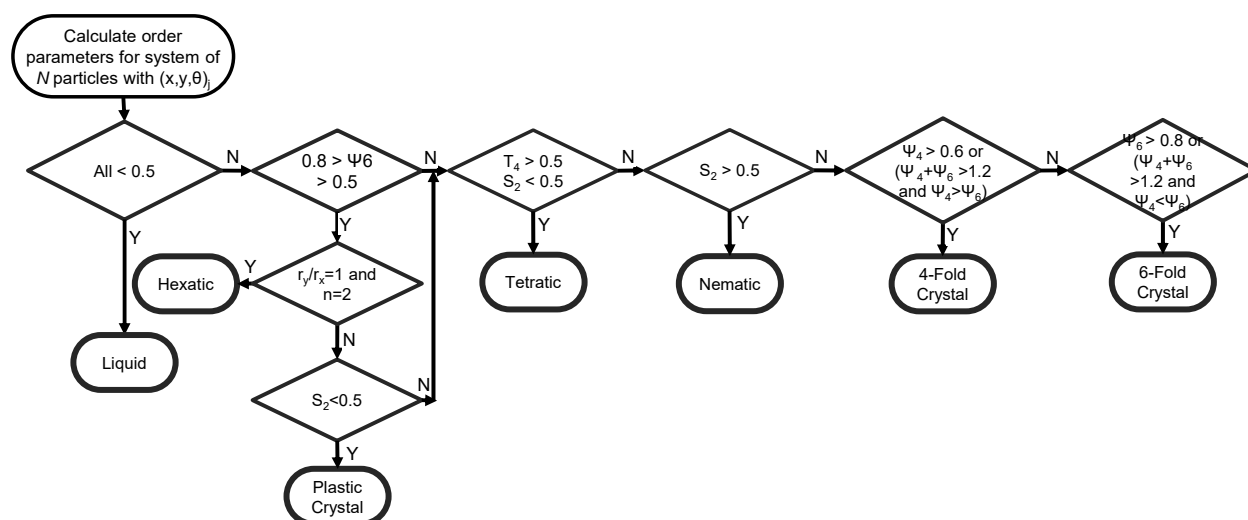 Calculate order
parameters for system of
N particles with (x,y,θ)j
All < 0.5
N
Y
Liquid
0.8 > Ψ6
> 0.5
N
Y
ry/rx=1 and
n=2
Y
Hexatic
N
S2<0.5
N
Y
Plastic
Crystal
T4 > 0.5
S2 < 0.5
N
Y
Tetratic
S2 > 0.5
N
Y
Nematic
Ψ4 > 0.6 or
(Ψ4+Ψ6 >1.2
and Ψ4>Ψ6)
N
Y
4-Fold
Crystal
Ψ6 > 0.8 or
(Ψ4+Ψ6
>1.2 and
Ψ4<Ψ6)
Y
6-Fold
Crystal